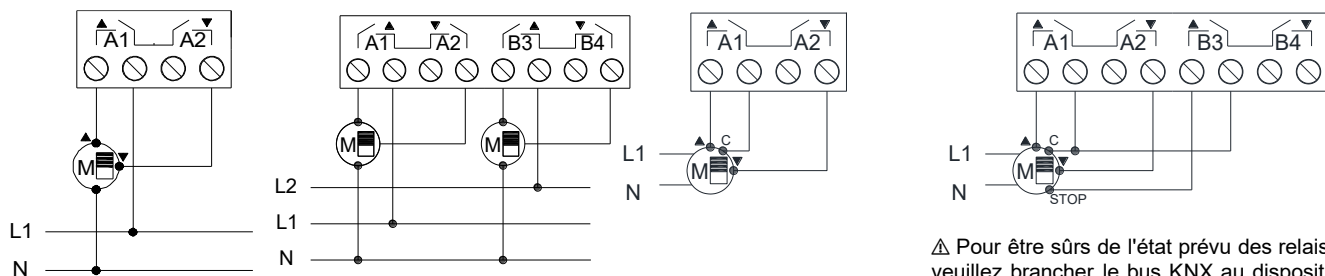 A1 A2
A1 A2 B3 B4
A1 A2
A1 A2 B3 B4
M
L1
N
M M
L2
L1
N
C
L1
M
N
C
L1
M
N
STOP
⚠ Pour être sûrs de l'état prévu des relais
veuillez brancher le bus KNX au disposit